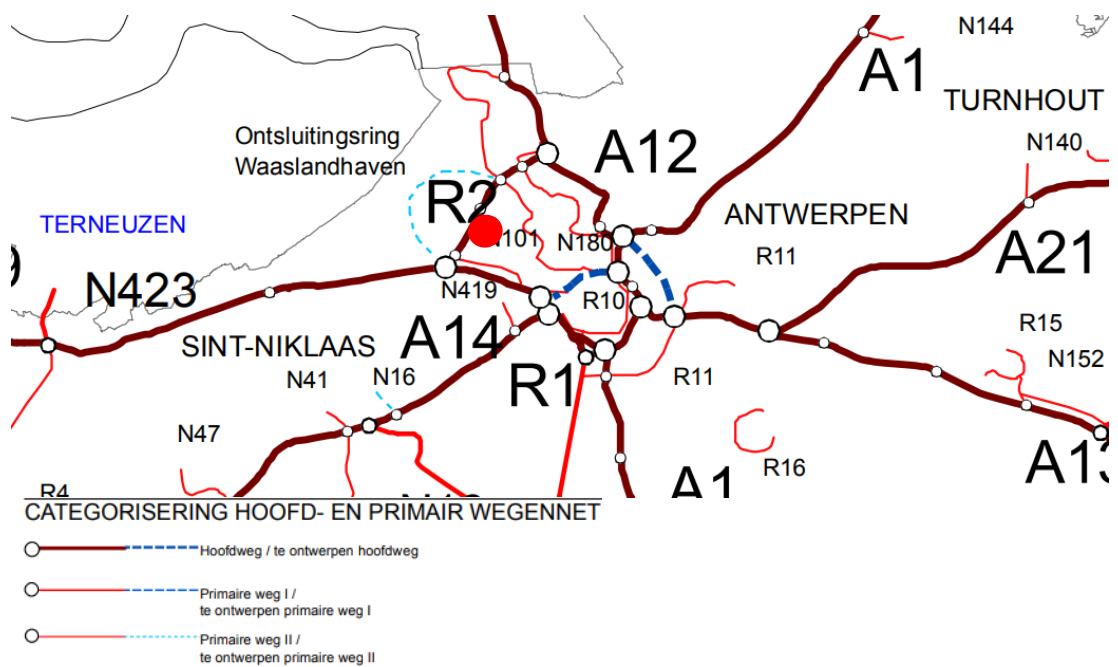 N144
A1
TURNHOUT
Ontsluitingsring
Waaslandhaven
A12
N140
R2
ANTWERPEN
TERNEUZEN
N101
N180
R11
A21
N423
N419
R10
R15
SINT-NIKLAAS
A14
N152
N41
N16
R1
R11
N47
R16
A13
R4
A1
CATEGORISERING HOOFD- EN PRIMAIR WEGENNET
Hoofdweg / te ontwerpen hoofdweg
Primaire weg I /
te ontwerpen primaire weg I
Primaire weg II /
te ontwerpen primaire weg II